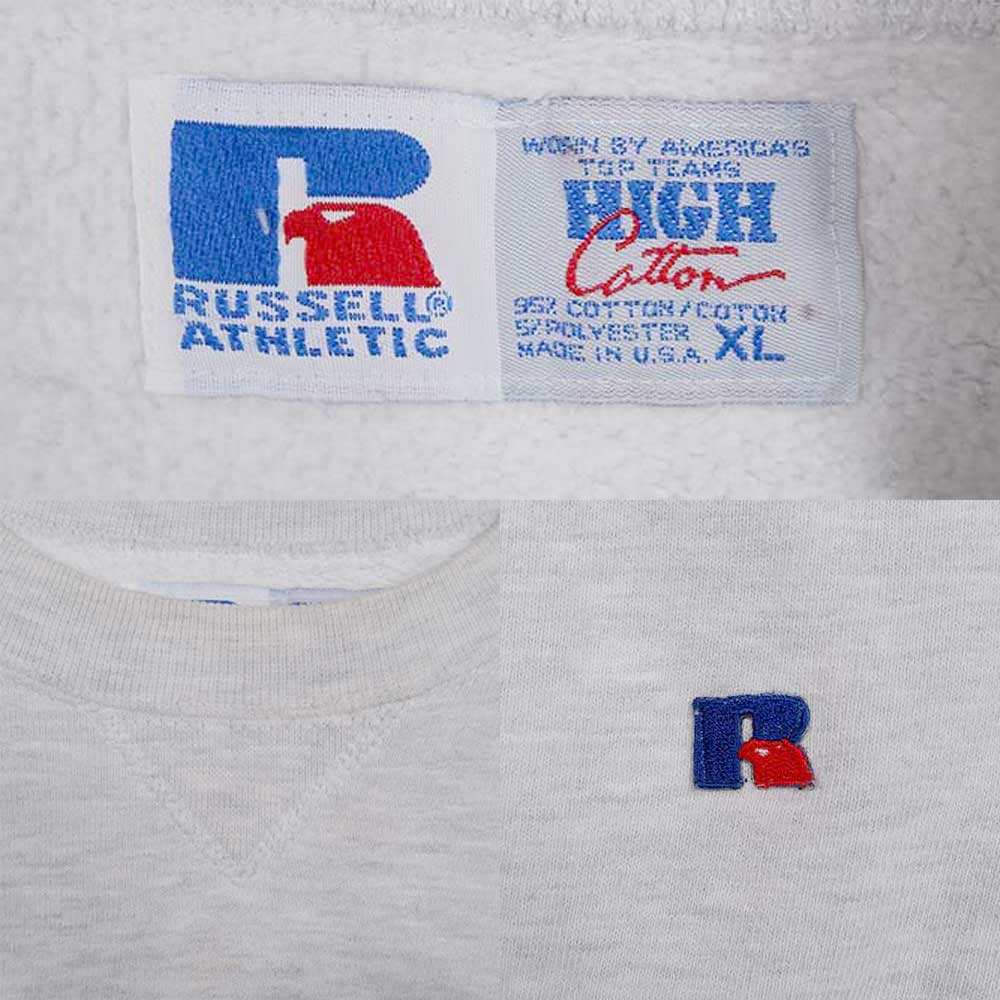 R
RUSSELL®
ATHLETIC
WORN BY AMERICA'S
TOP TEAMS
HIGH
Cotton
95% COTTON/COTON
5% POLYESTER
MADE IN U.S.A. XL
R